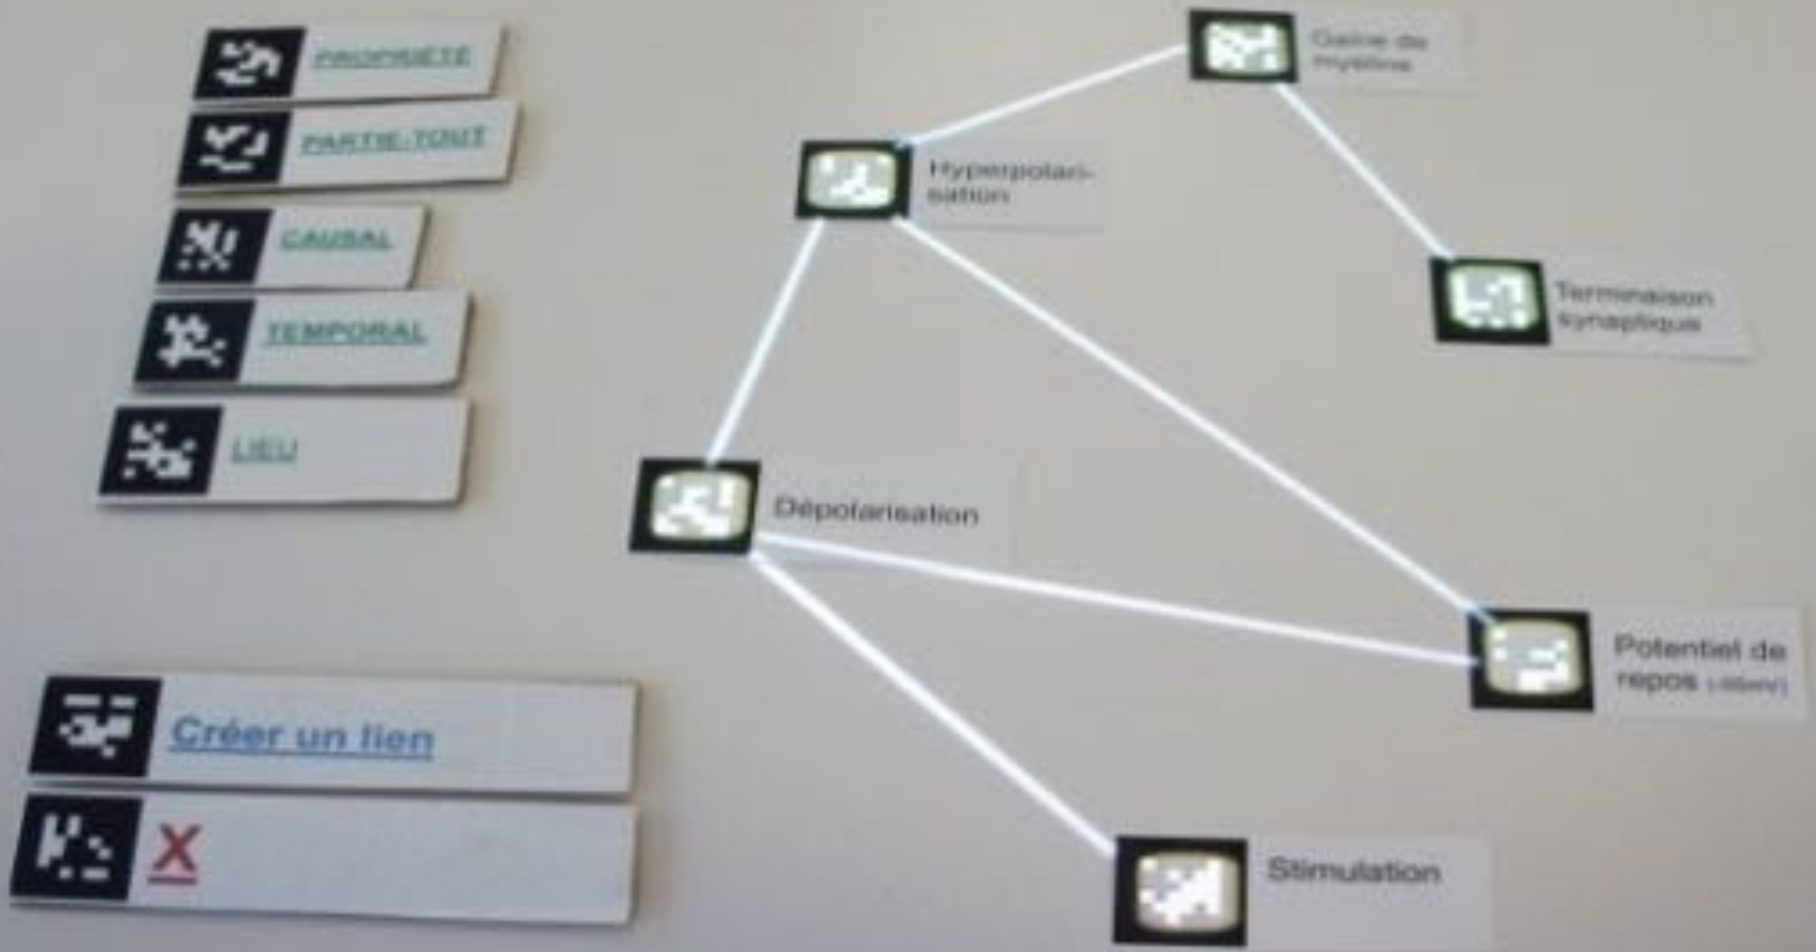 PROPRIÉTÉ
PARTIE-TOUT
CAUSAL
TEMPORAL
LIEU
Créer un lien
X
Gaine de
myéline
Hyperpolari-
sation
Terminaison
synaptique
Dépolarisation
Potentiel de
repos
Stimulation